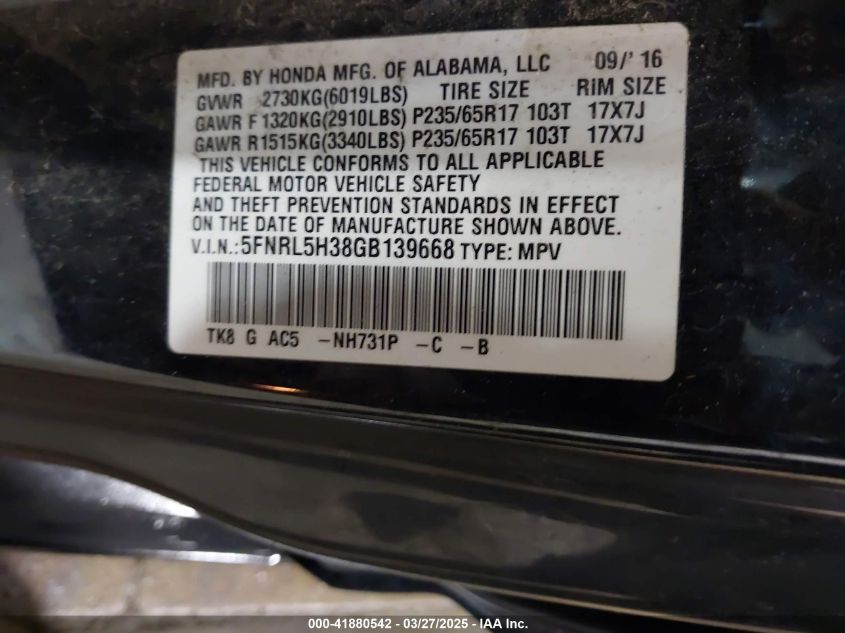 MFD. BY HONDA MFG. OF ALABAMA, LLC 09/' 16
GVWR 2730KG(6019LBS) TIRE SIZE RIM SIZE
GAWR F1320KG(2910LBS) P235/65R17 103T 17X7J
GAWR R1515KG(3340LBS) P235/65R17 103T 17X7J
THIS VEHICLE CONFORMS TO ALL APPLICABLE
FEDERAL MOTOR VEHICLE SAFETY
AND THEFT PREVENTION STANDARDS IN EFFECT
ON THE DATE OF MANUFACTURE SHOWN ABOVE.
V.I.N.:5FNRL5H38GB139668 TYPE: MPV
TK8 G AC5 -NH731P -C -B
000-41880542 - 03/27/2025 - IAA Inc.